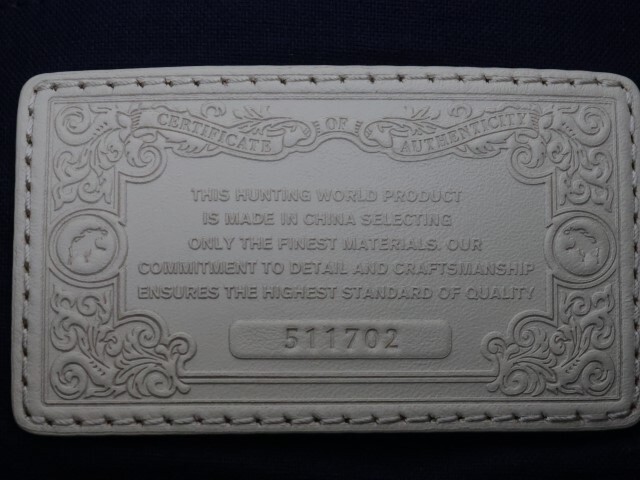 CERTIFICATE OF AUTHENTICITY
THIS HUNTING WORLD PRODUCT
IS MADE IN CHINA SELECTING
ONLY THE FINEST MATERIALS. OUR
COMMITMENT TO DETAIL AND CRAFTSMANSHIP
ENSURES THE HIGHEST STANDARD OF QUALITY
511702